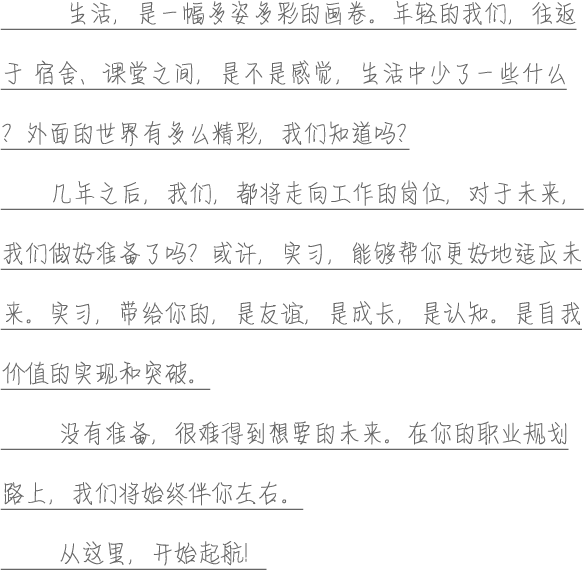 生活，是一幅多姿多彩的画卷。年轻的我们，往返
于 宿舍、课堂之间，是不是感觉，生活中少了一些什么
？外面的世界有多么精彩，我们知道吗？
几年之后，我们，都将走向工作的岗位，对于未来，
我们做好准备了吗？或许，实习，能够帮你更好地适应未
来。实习，带给你的，是友谊，是成长，是认知。是自我
价值的实现和突破。
没有准备，很难得到想要的未来。在你的职业规划
路上，我们将始终伴你左右。
从这里，开始起航！